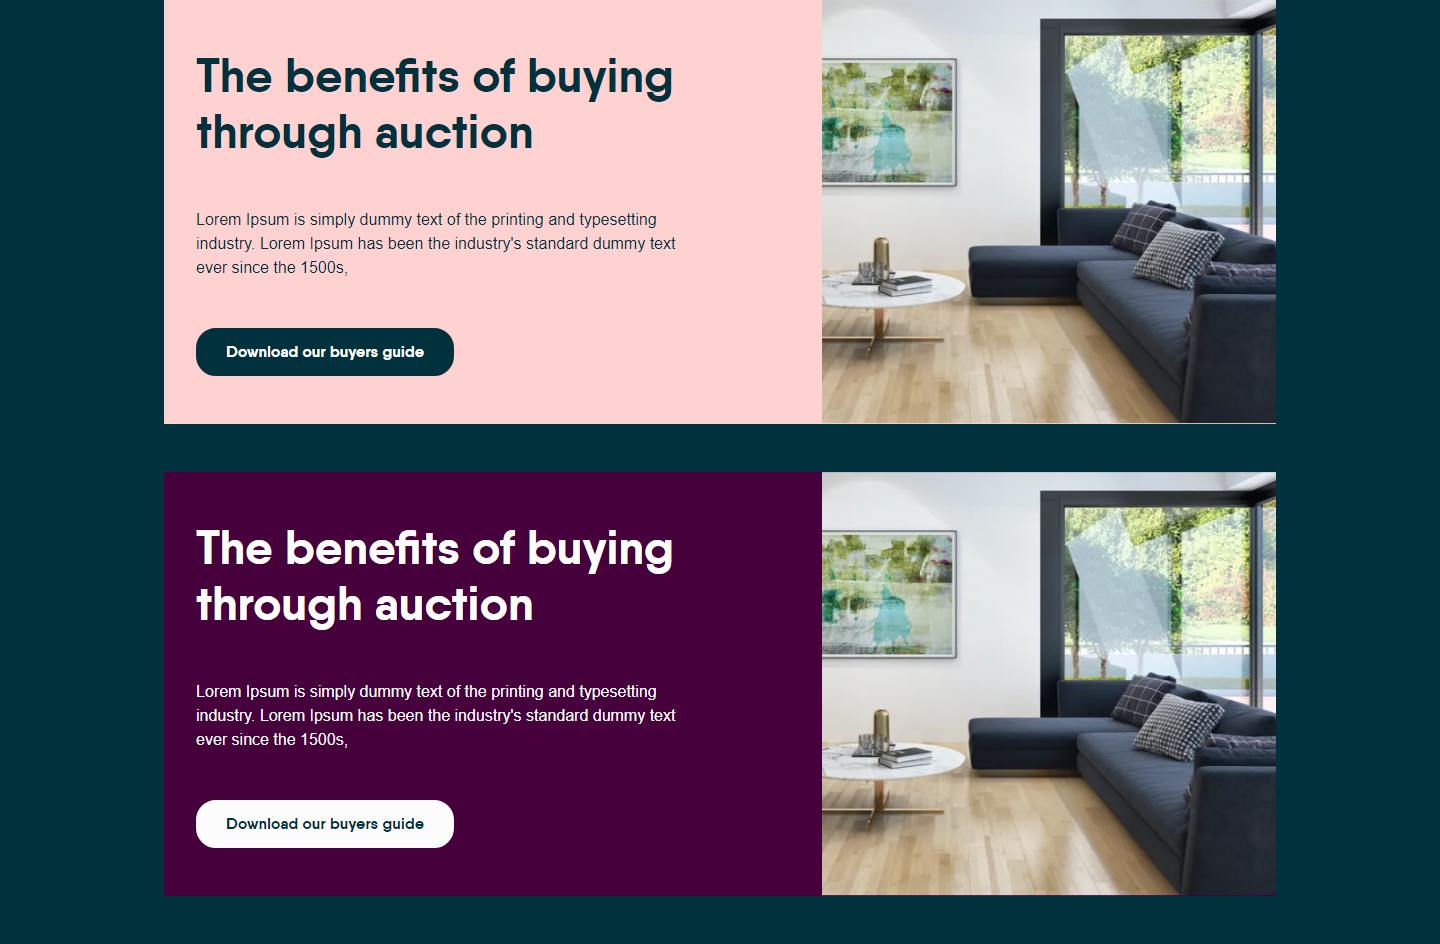 The benefits of buying
through auction
Lorem Ipsum is simply dummy text of the printing and typesetting
industry. Lorem Ipsum has been the industry's standard dummy text
ever since the 1500s,
Download our buyers guide
The benefits of buying
through auction
Lorem Ipsum is simply dummy text of the printing and typesetting
industry. Lorem Ipsum has been the industry's standard dummy text
ever since the 1500s,
Download our buyers guide